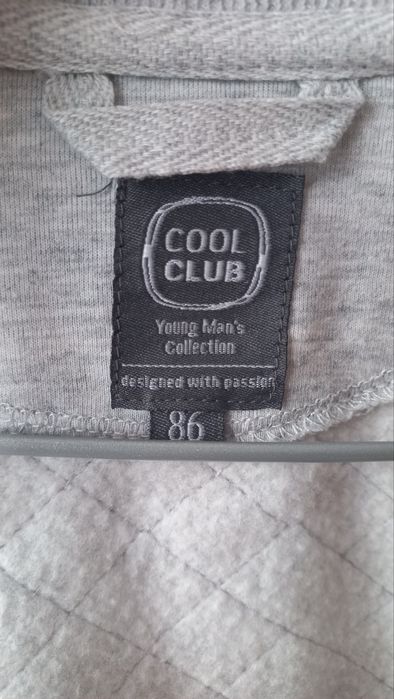 COOL
CLUB
Young Man's
Collection
designed with passion
86